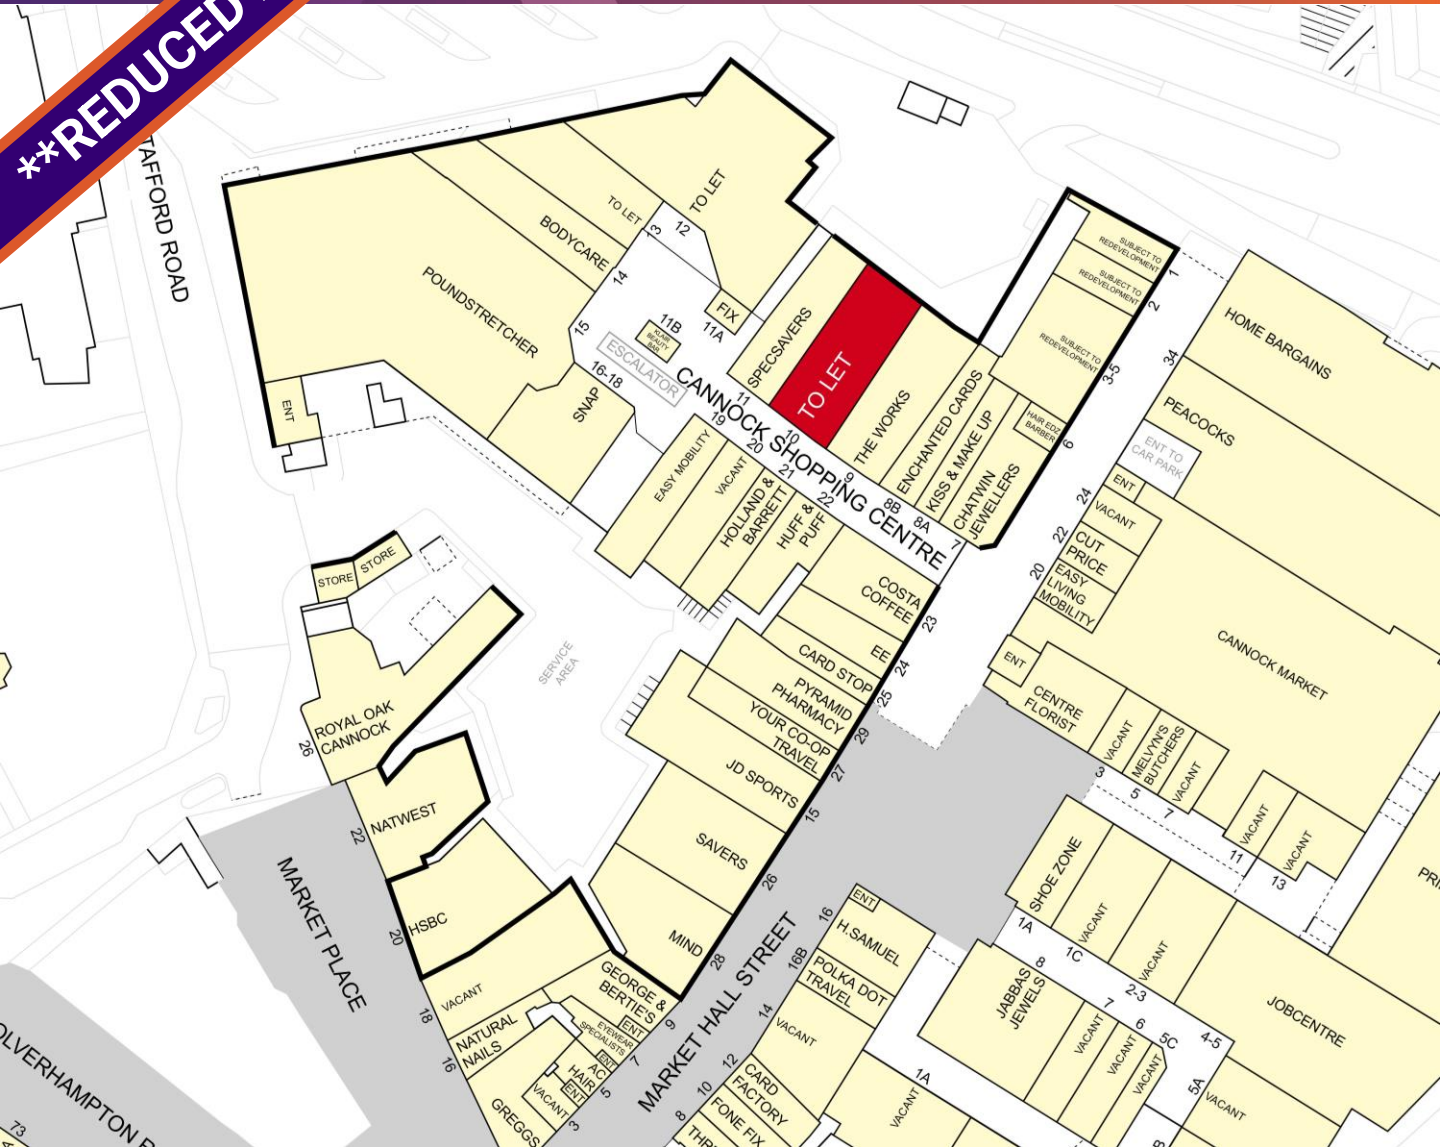 **REDUCED
TAFFORD ROAD
TO LET
TO LET
12
13
BODYCARE
14
POUNDSTRETCHER
15
FIX
11A
11B
KLAIR
BEAUTY
BAR
ESCALATOR
16-18
SNAP
ENT
CANNOCK SHOPPING CENTRE
SPECSAVERS
11
TO LET
10
THE WORKS
9
ENCHANTED CARDS
8B
KISS & MAKE UP
8A
CHATWIN
JEWELLERS
7
HAIR EDZ
BARBER
6
SUBJECT TO
REDEVELOPMENT
1
SUBJECT TO
REDEVELOPMENT
2
SUBJECT TO
REDEVELOPMENT
3-5
19
EASY MOBILITY
20
VACANT
21
HOLLAND &
BARRETT
22
HUFF &
PUFF
COSTA
COFFEE
23
EE
24
CARD STOP
25
PYRAMID
PHARMACY
29
YOUR CO-OP
TRAVEL
27
JD SPORTS
15
SAVERS
26
MIND
28
HOME BARGAINS
34
PEACOCKS
ENT TO
CAR PARK
ENT
24
VACANT
22
CUT
PRICE
20
EASY
LIVING
MOBILITY
CANNOCK MARKET
ENT
CENTRE
FLORIST
VACANT
MELVYN'S
BUTCHERS
VACANT
3
5
7
VACANT
VACANT
11
13
PRI
STORE
STORE
SERVICE
AREA
ROYAL OAK
CANNOCK
26
NATWEST
22
HSBC
20
MARKET PLACE
VACANT
18
NATURAL
NAILS
16
GREGGS
GEORGE &
BERTIE'S
9
ENT
EYEWEAR
SPECIALISTS
7
ENT
AC
HAIR
ENT
5
VACANT
3
MARKET HALL STREET
16
ENT
H.SAMUEL
16B
POLKA DOT
TRAVEL
14
VACANT
12
CARD
FACTORY
10
FONE FIX
8
SHOE ZONE
1A
VACANT
1C
VACANT
2-3
JOBCENTRE
4-5
JABBAS
JEWELS
8
7
VACANT
6
VACANT
5C
VACANT
5A
VACANT
1A
VACANT
OLVERHAMPTON
73